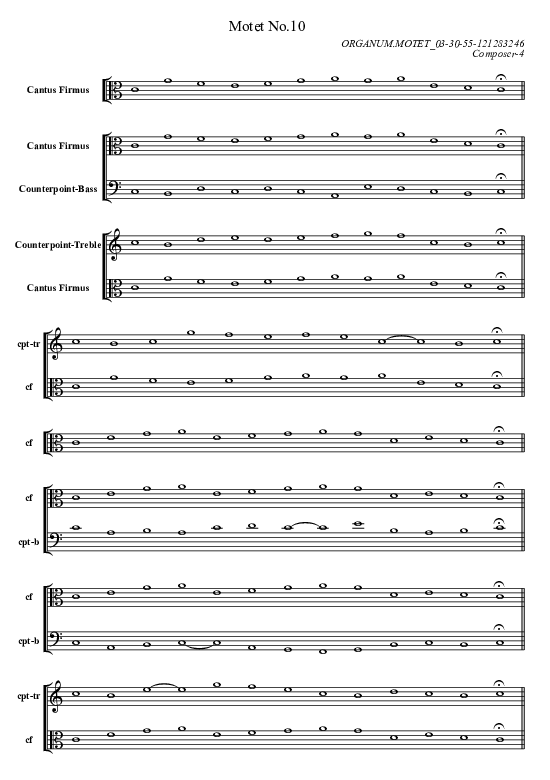 Motet No.10
ORGANUM.MOTET_03-30-55-121283246
Composer-4
Cantus Firmus
Cantus Firmus
Counterpoint-Bass
Counterpoint-Treble
Cantus Firmus
cpt-tr
cf
cf
cf
cpt-b
cf
cpt-b
cpt-tr
cf